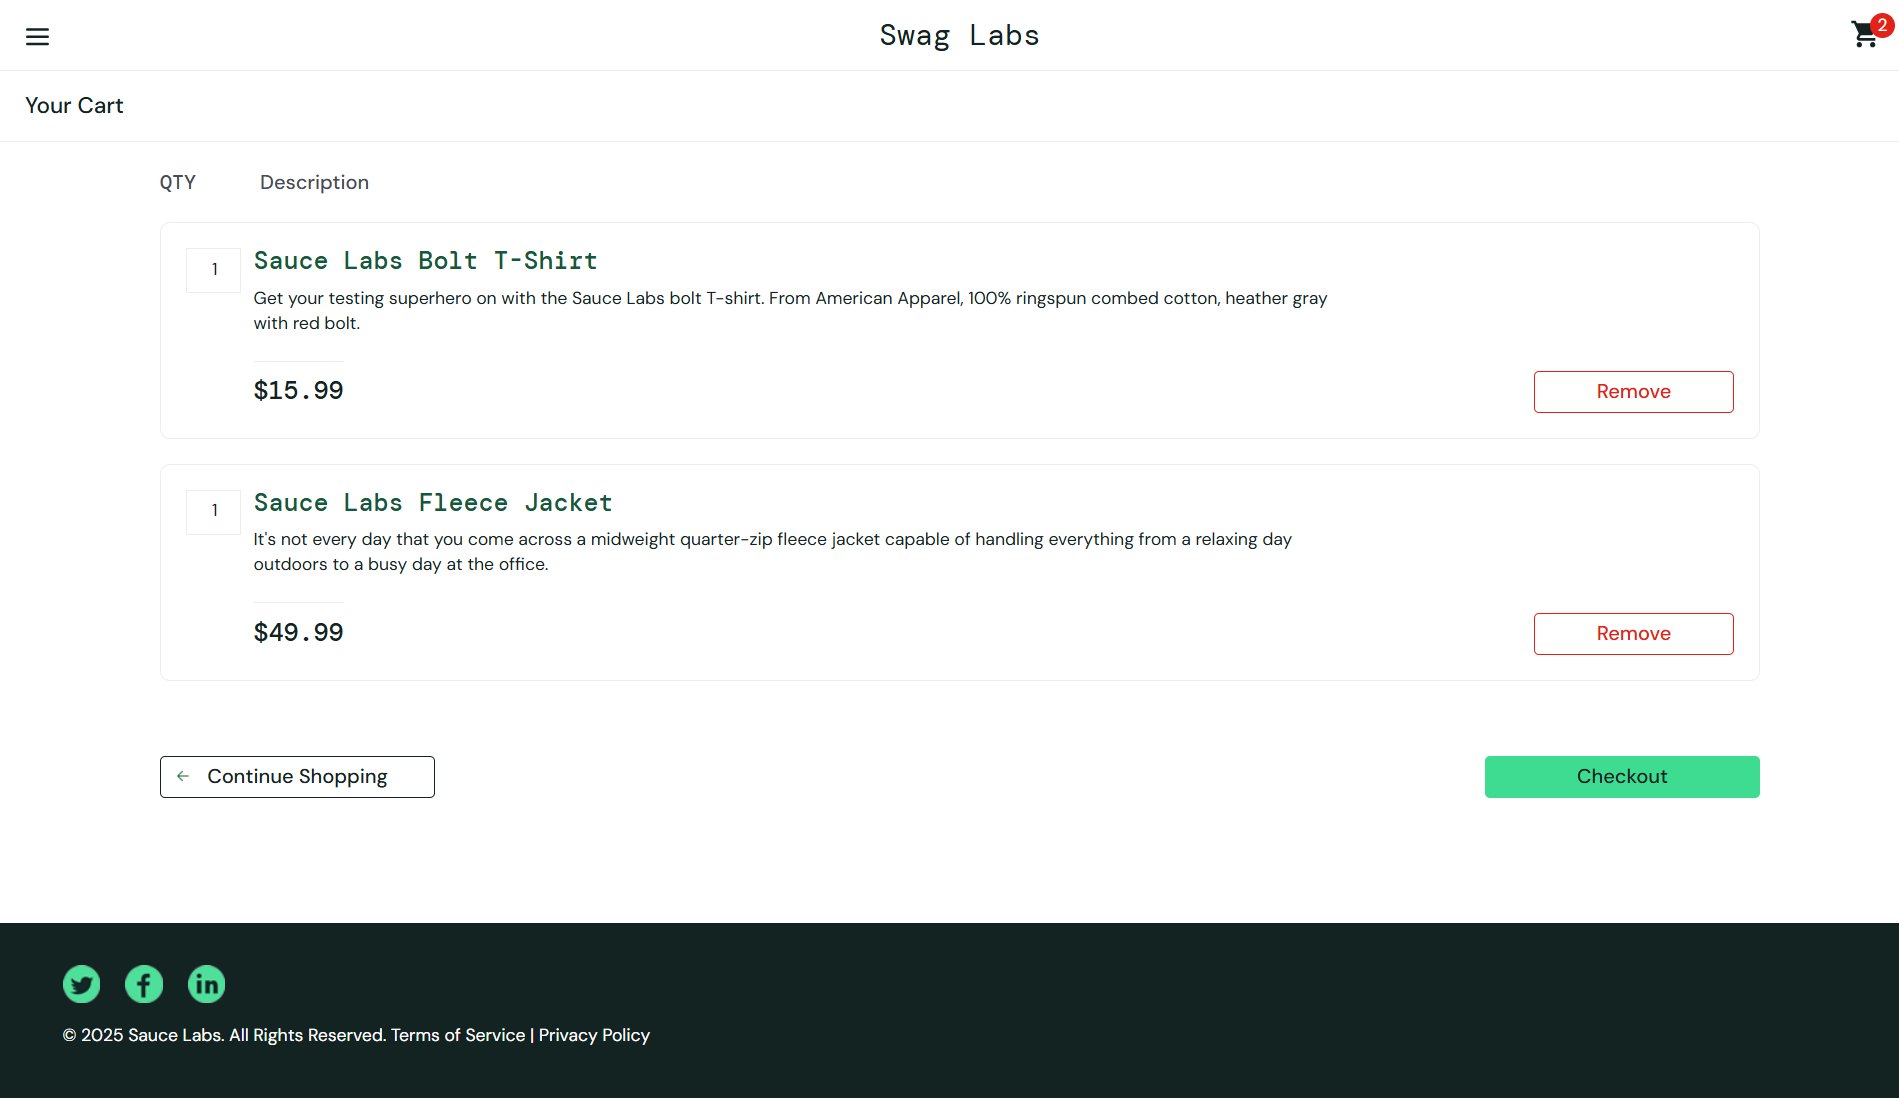 Swag Labs
2
Your Cart
QTY Description
1
Sauce Labs Bolt T-Shirt
Get your testing superhero on with the Sauce Labs bolt T-shirt. From American Apparel, 100% ringspun combed cotton, heather gray
with red bolt.
$15.99
Remove
1
Sauce Labs Fleece Jacket
It's not every day that you come across a midweight quarter-zip fleece jacket capable of handling everything from a relaxing day
outdoors to a busy day at the office.
$49.99
Remove
Continue Shopping
Checkout
© 2025 Sauce Labs. All Rights Reserved. Terms of Service | Privacy Policy